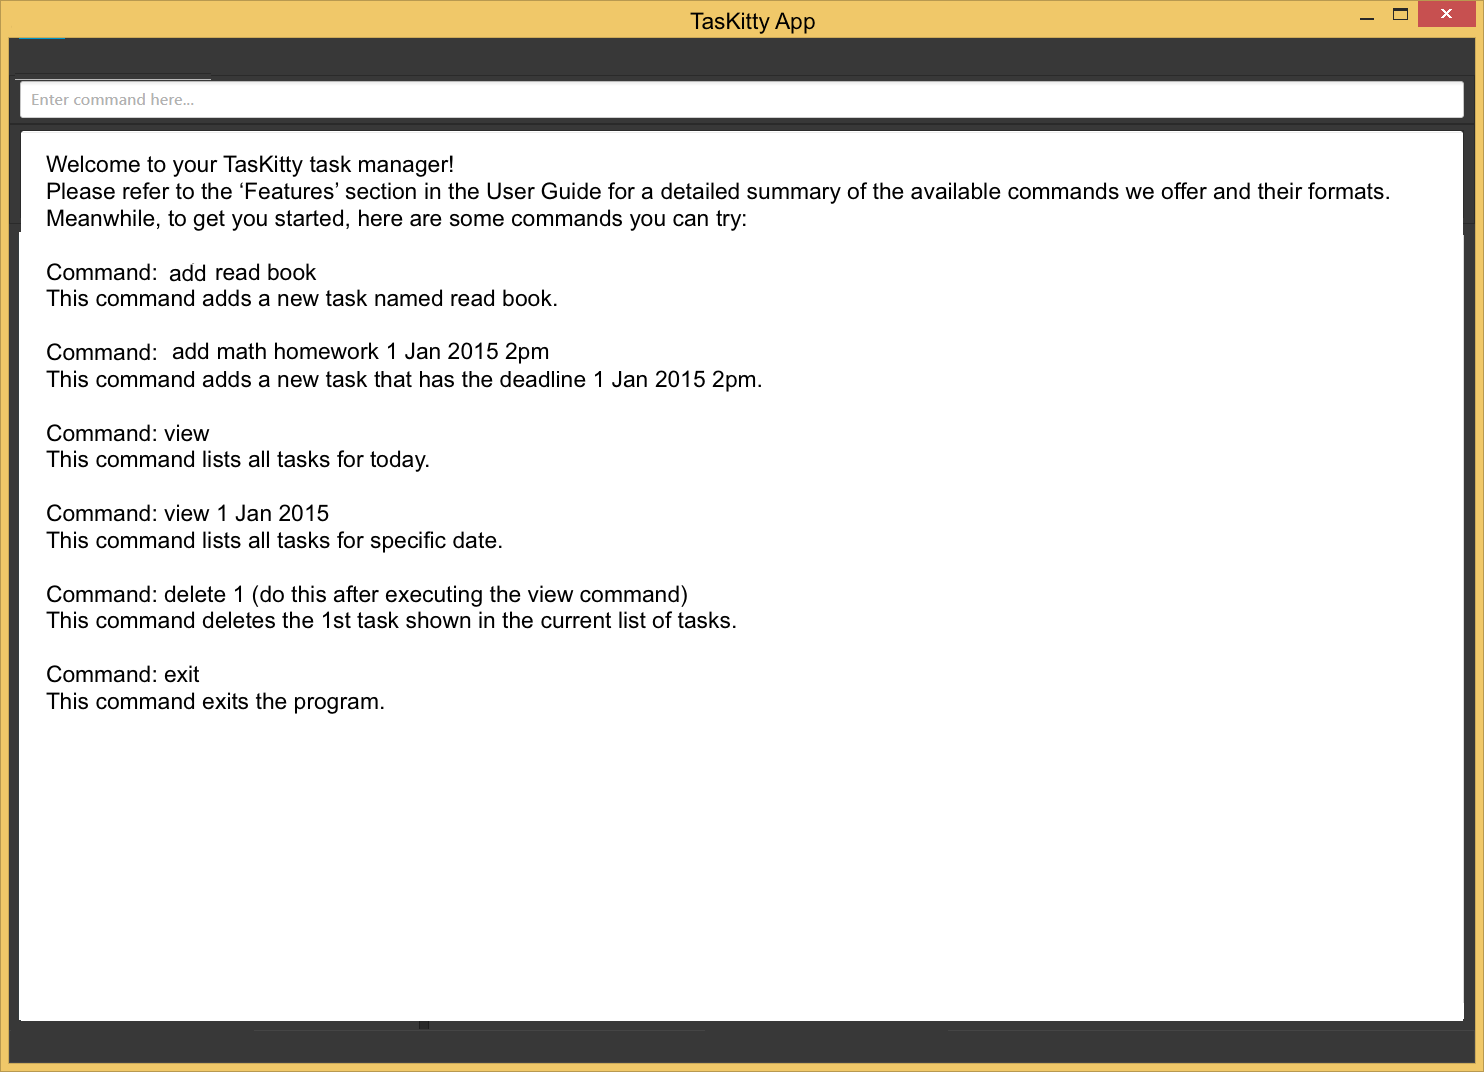 TasKitty App
Enter command here...
Welcome to your TasKitty task manager!
Please refer to the ‘Features’ section in the User Guide for a detailed summary of the available commands we offer and their formats.
Meanwhile, to get you started, here are some commands you can try:
Command: add read book
This command adds a new task named read book.
Command: add math homework 1 Jan 2015 2pm
This command adds a new task that has the deadline 1 Jan 2015 2pm.
Command: view
This command lists all tasks for today.
Command: view 1 Jan 2015
This command lists all tasks for specific date.
Command: delete 1 (do this after executing the view command)
This command deletes the 1st task shown in the current list of tasks.
Command: exit
This command exits the program.